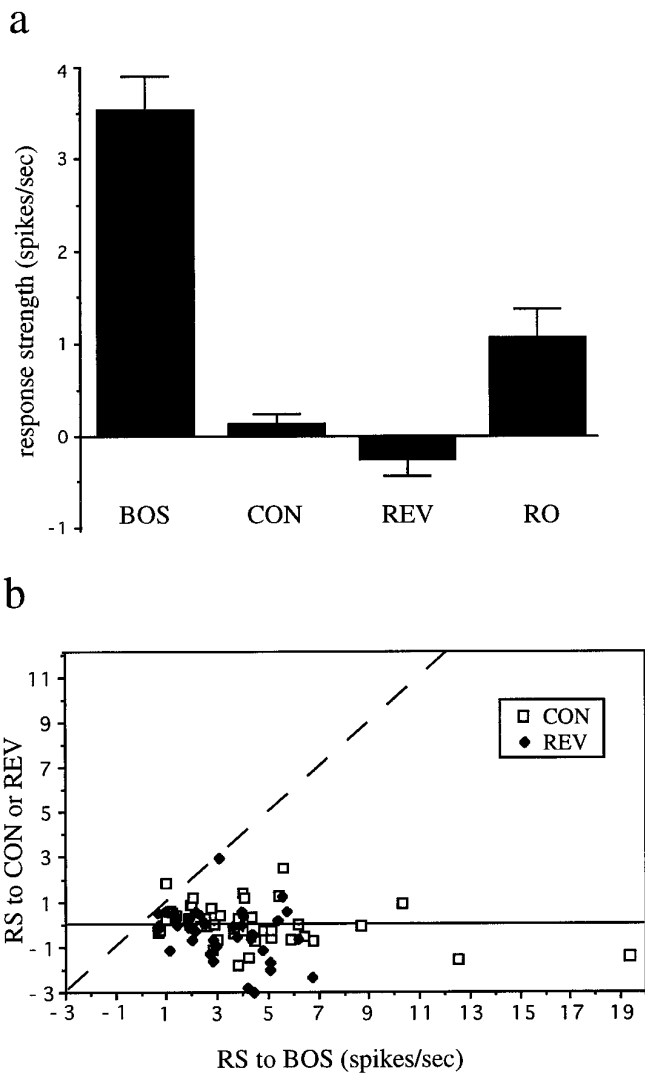 a
response strength (spikes/sec)
4
3
2
1
0
-1
BOS CON REV RO
b
RS to CON or REV
11
9
7
5
3
1
-1
-3
CON
REV
-3 -1 1 3 5 7 9 11 13 15 17 19
RS to BOS (spikes/sec)